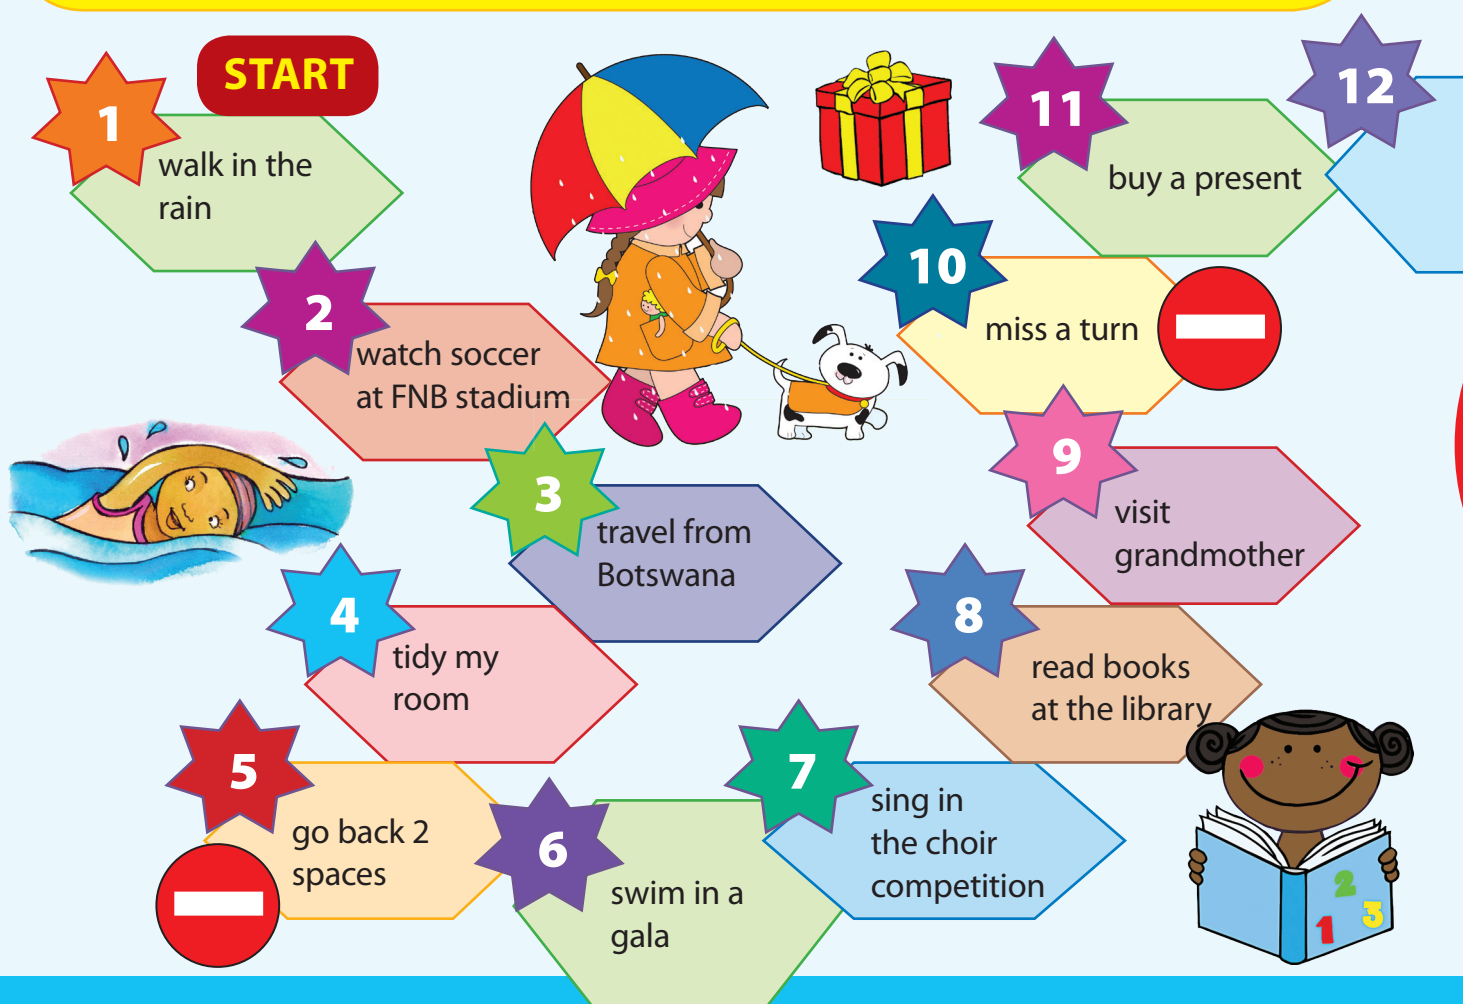 START
1
walk in the
rain
2
watch soccer
at FNB stadium
3
travel from
Botswana
4
tidy my
room
5
go back 2
spaces
6
swim in a
gala
7
sing in
the choir
competition
8
read books
at the library
9
visit
grandmother
10
miss a turn
11
buy a present
12
2
1 3